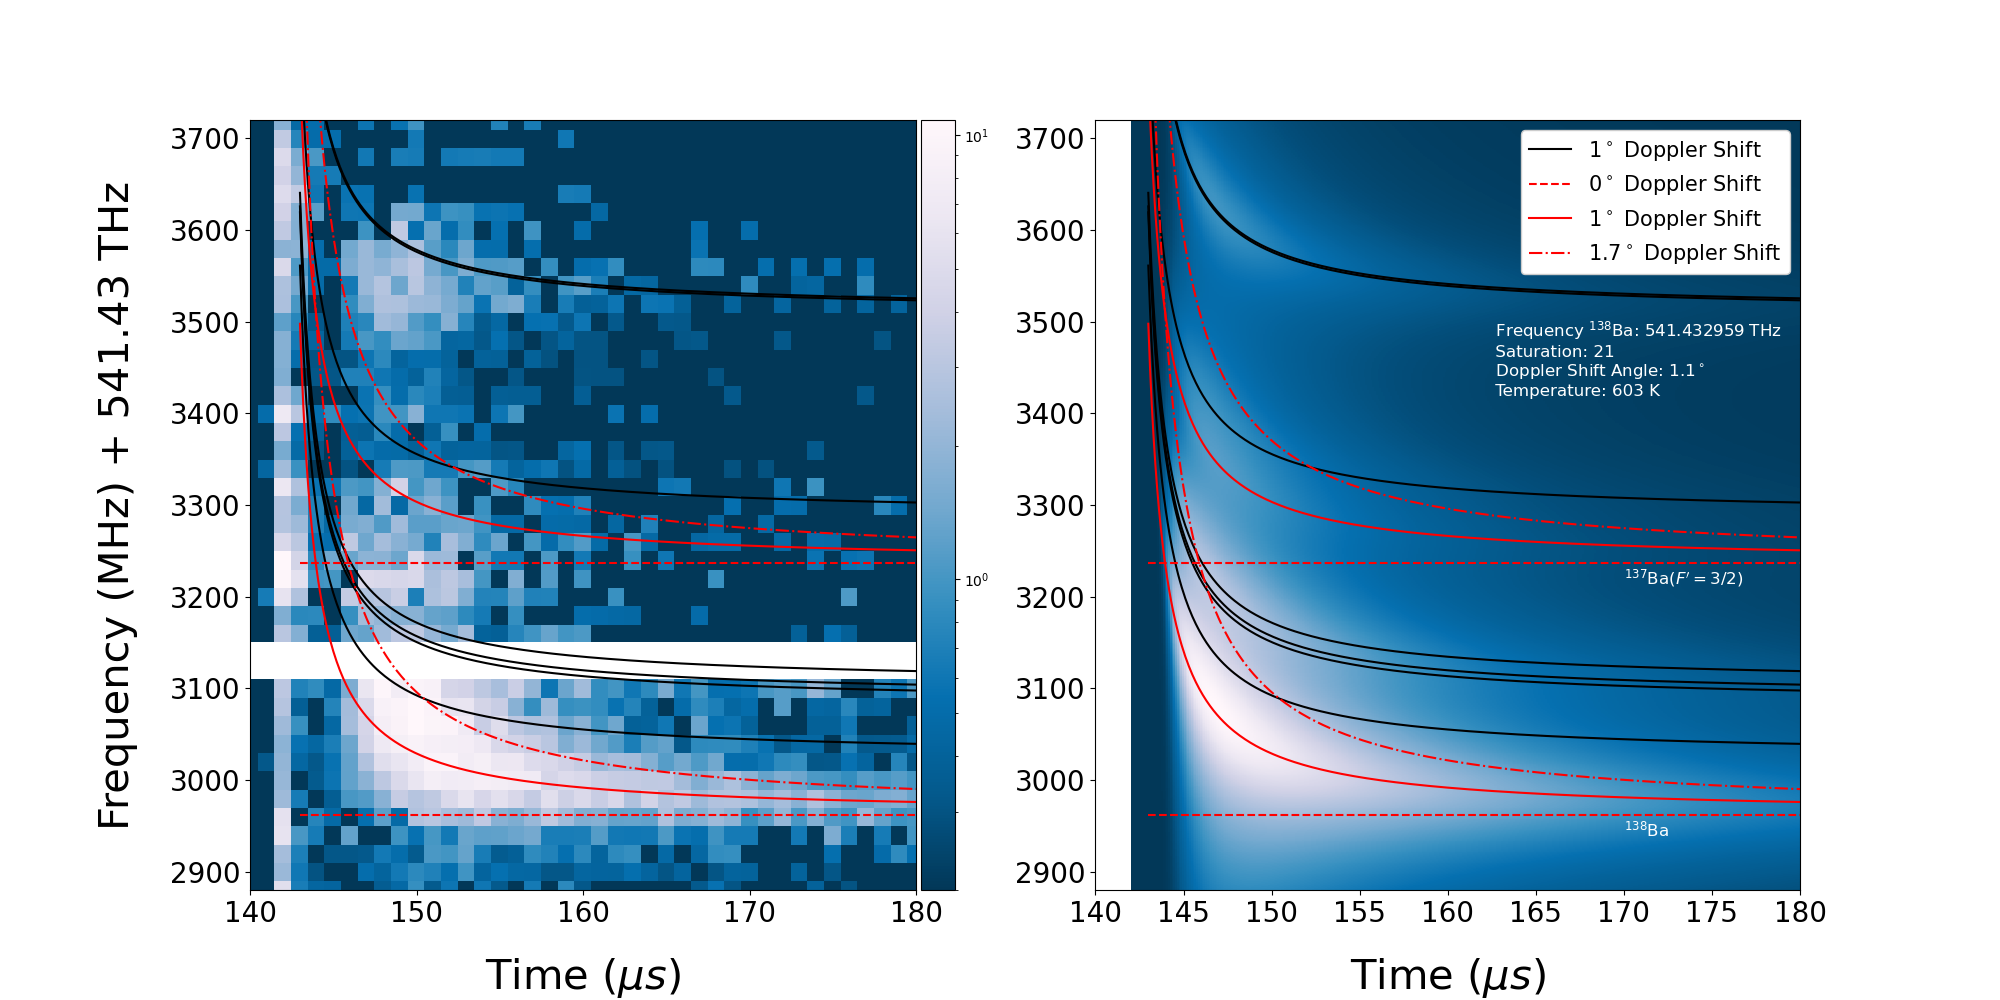 Frequency (MHz) + 541.43 THz
3700
3600
3500
3400
3300
3200
3100
3000
2900
140 150 160 170 180
Time (μs)
10¹
10⁰
3700
3600
3500
3400
3300
3200
3100
3000
2900
140 145 150 155 160 165 170 175 180
Time (μs)
1° Doppler Shift
0° Doppler Shift
1° Doppler Shift
1.7° Doppler Shift
Frequency ¹³⁸Ba: 541.432959 THz
Saturation: 21
Doppler Shift Angle: 1.1°
Temperature: 603 K
¹³⁷Ba(F′ = 3/2)
¹³⁸Ba